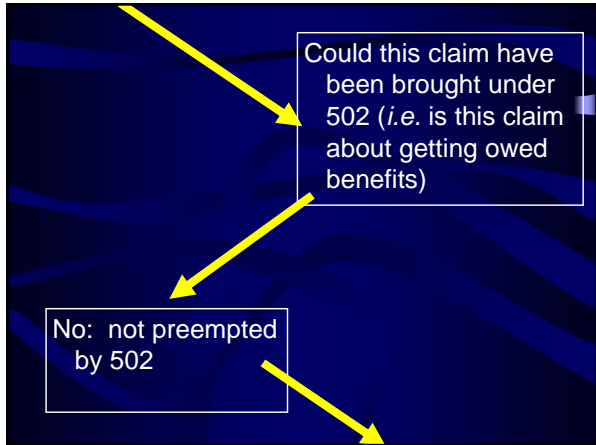 Could this claim have
been brought under
502 (i.e. is this claim
about getting owed
benefits)
No:  not preempted
by 502